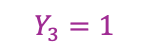 Y₃ = 1